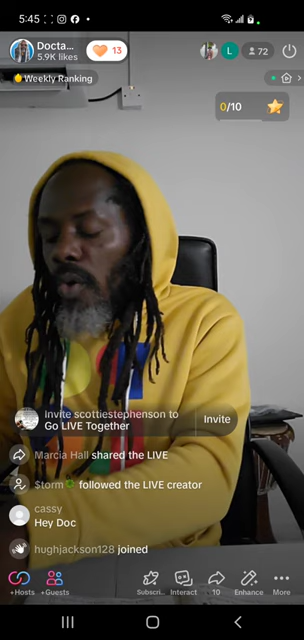 5:45
Docta...
5.9K likes
13
L
72
Weekly Ranking
0/10
Invite scottiestephenson to
Go LIVE Together
Invite
Marcia Hall shared the LIVE
$torm followed the LIVE creator
cassy
Hey Doc
hughjackson128 joined
+Hosts
+Guests
Subscri...
Interact
10
Enhance
More